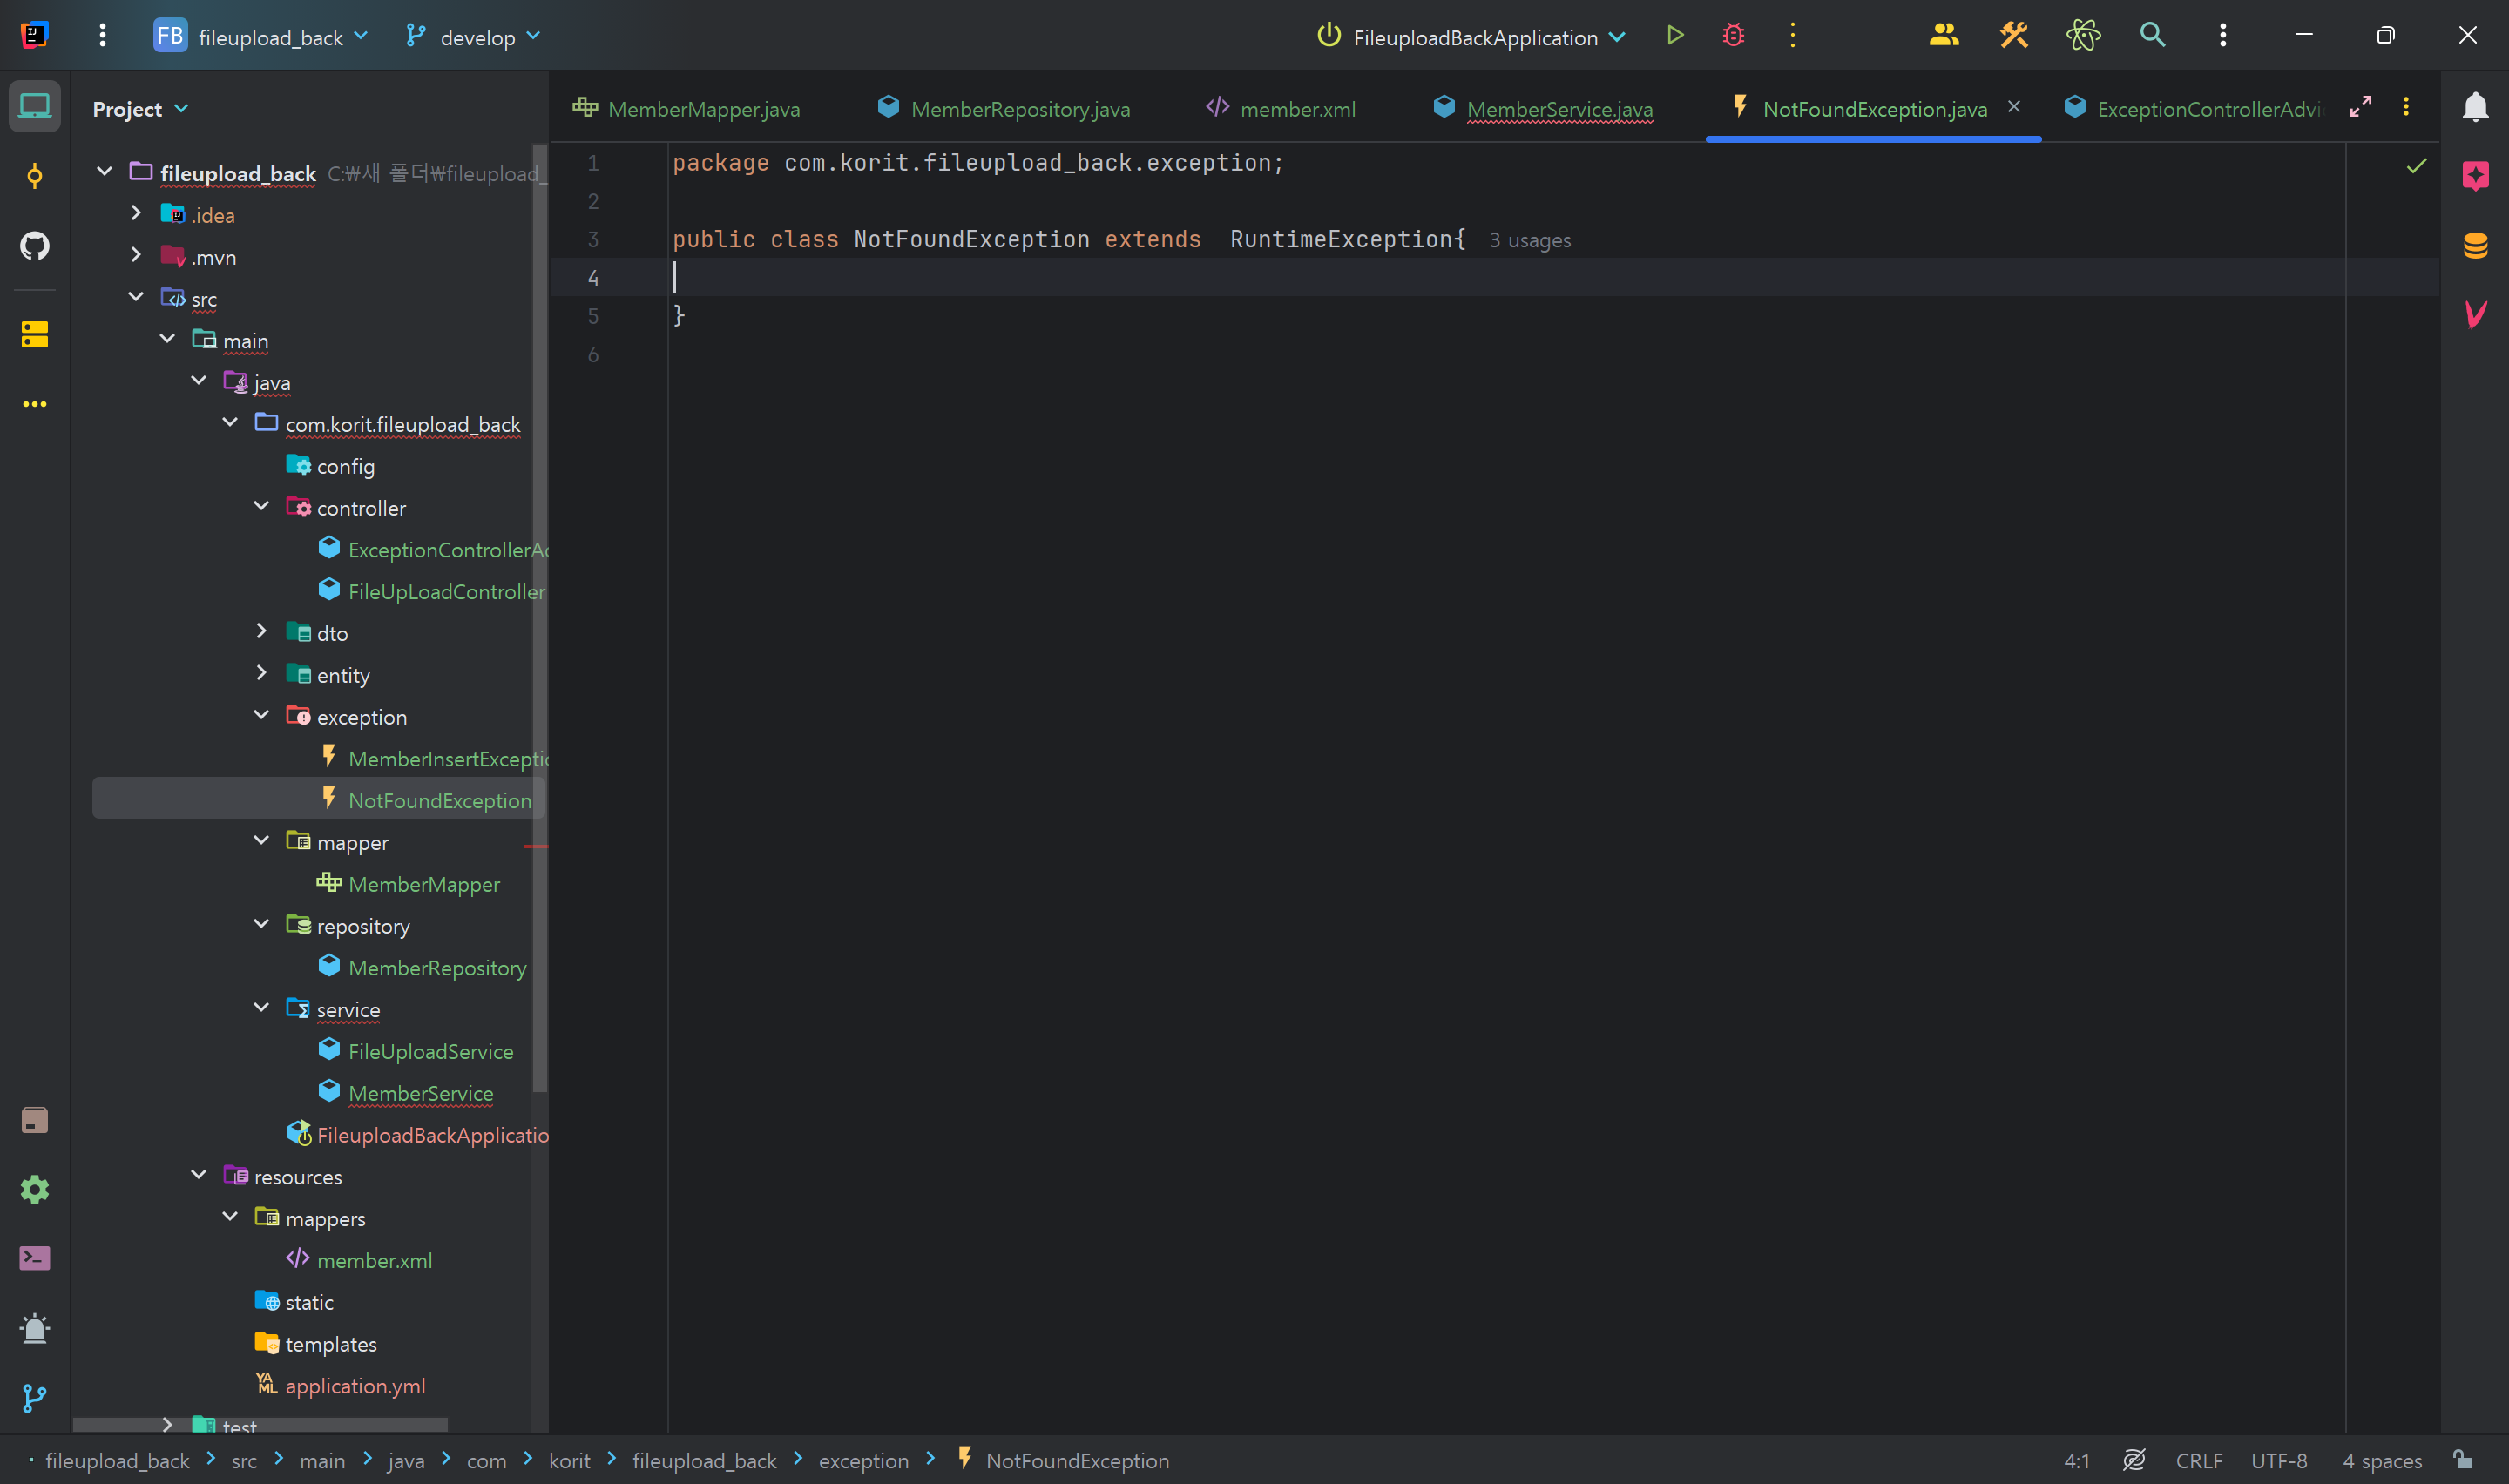 FB fileupload_back develop FileuploadBackApplication
Project
MemberMapper.java MemberRepository.java member.xml MemberService.java NotFoundException.java ExceptionControllerAdvi
fileupload_back C:₩새 폴더₩fileupload_
.idea
.mvn
src
main
java
com.korit.fileupload_back
config
controller
ExceptionControllerAd
FileUpLoadController
dto
entity
exception
MemberInsertExceptio
NotFoundException
mapper
MemberMapper
repository
MemberRepository
service
FileUploadService
MemberService
FileuploadBackApplicatio
resources
mappers
member.xml
static
templates
application.yml
test
1 package com.korit.fileupload_back.exception;
2
3 public class NotFoundException extends  RuntimeException{ 3 usages
4
5 }
6
fileupload_back > src > main > java > com > korit > fileupload_back > exception > NotFoundException 4:1 CRLF UTF-8 4 spaces